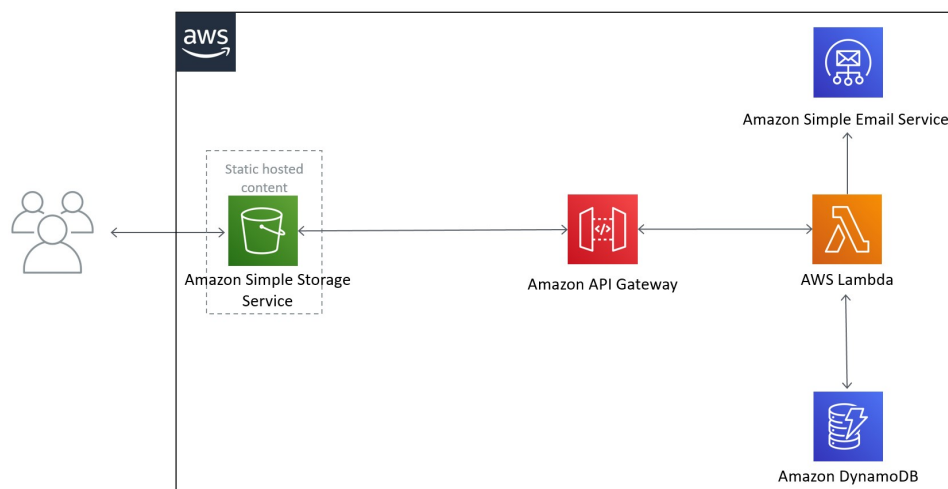 aws
Amazon Simple Email Service
Static hosted
content
</>
Amazon Simple Storage
Service
Amazon API Gateway
AWS Lambda
Amazon DynamoDB